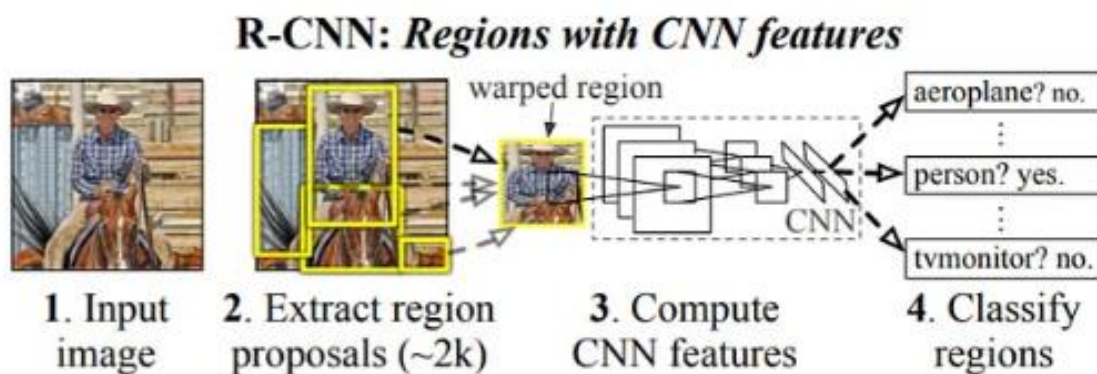 R-CNN: Regions with CNN features
warped region
aeroplane? no.
person? yes.
tvmonitor? no.
CNN
1. Input
image
2. Extract region
proposals (~2k)
3. Compute
CNN features
4. Classify
regions